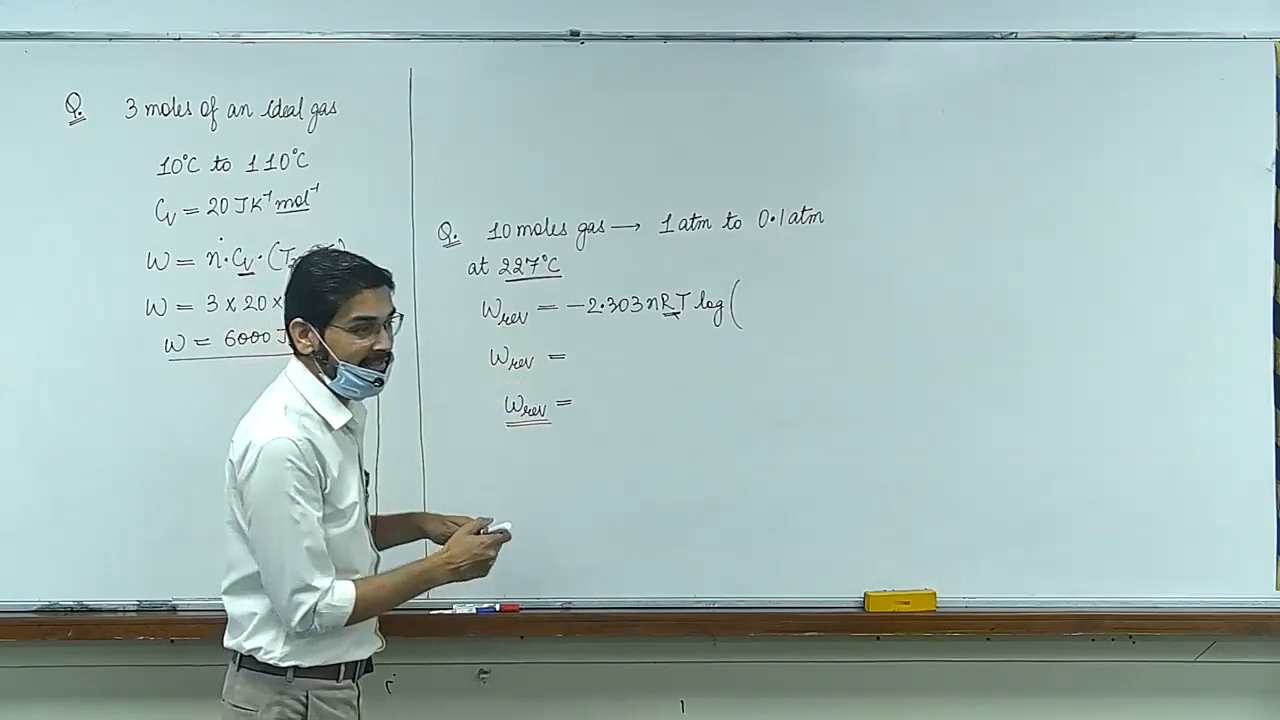 Q. 3 moles of an ideal gas
10°C to 110°C
Cv = 20 JK⁻¹ mol⁻¹
W = n·Cv·(T₂
W = 3 × 20 ×
W = 6000 J
Q. 10 moles gas → 1 atm to 0.1 atm
at 227°C
Wrev = -2.303 nRT log (
Wrev =
Wrev =